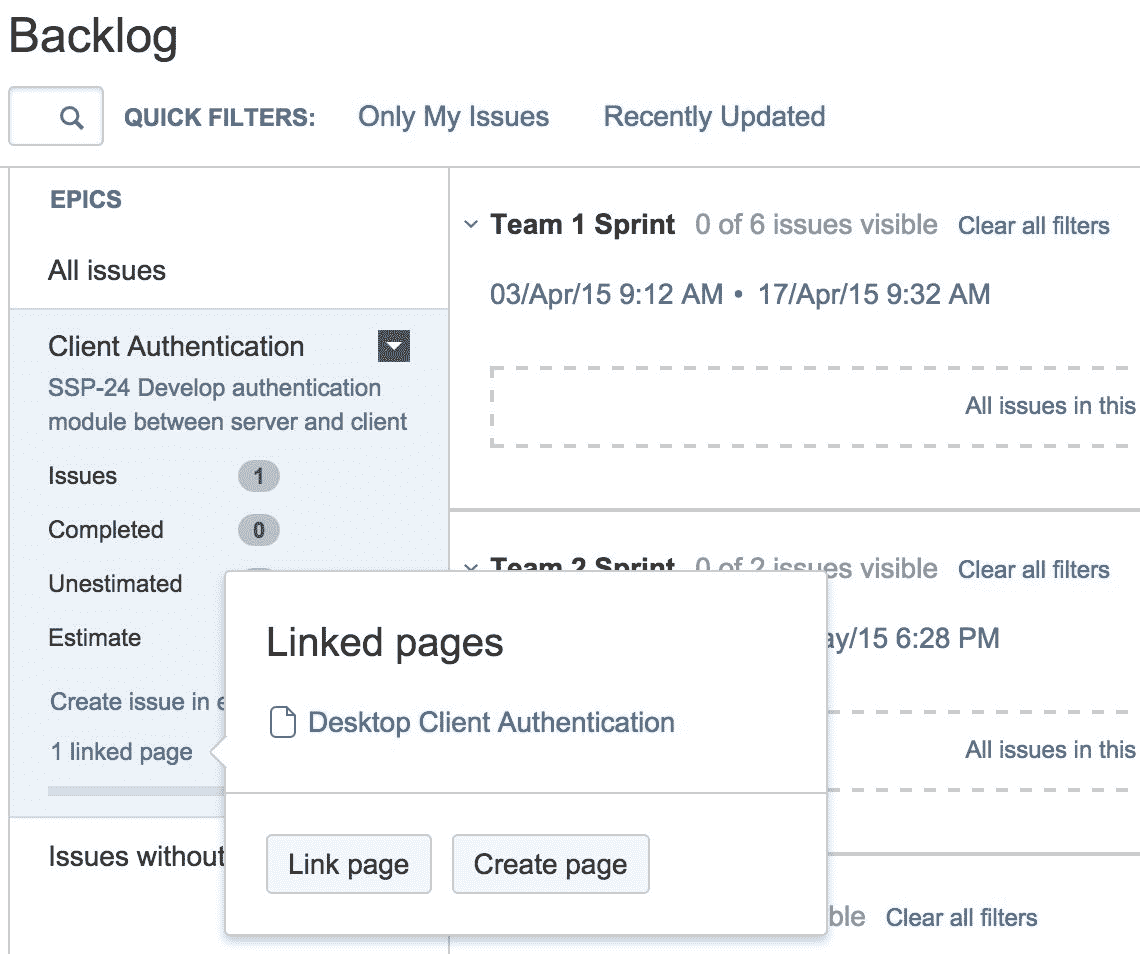 Backlog
QUICK FILTERS: Only My Issues Recently Updated
EPICS
All issues
Client Authentication
SSP-24 Develop authentication
module between server and client
Issues 1
Completed 0
Unestimated
Estimate
Create issue in
1 linked page
Issues without
Team 1 Sprint 0 of 6 issues visible Clear all filters
03/Apr/15 9:12 AM • 17/Apr/15 9:32 AM
All issues in this
Team 2 Sprint 0 of 2 issues visible Clear all filters
ay/15 6:28 PM
All issues in this
ble Clear all filters
Linked pages
Desktop Client Authentication
Link page Create page